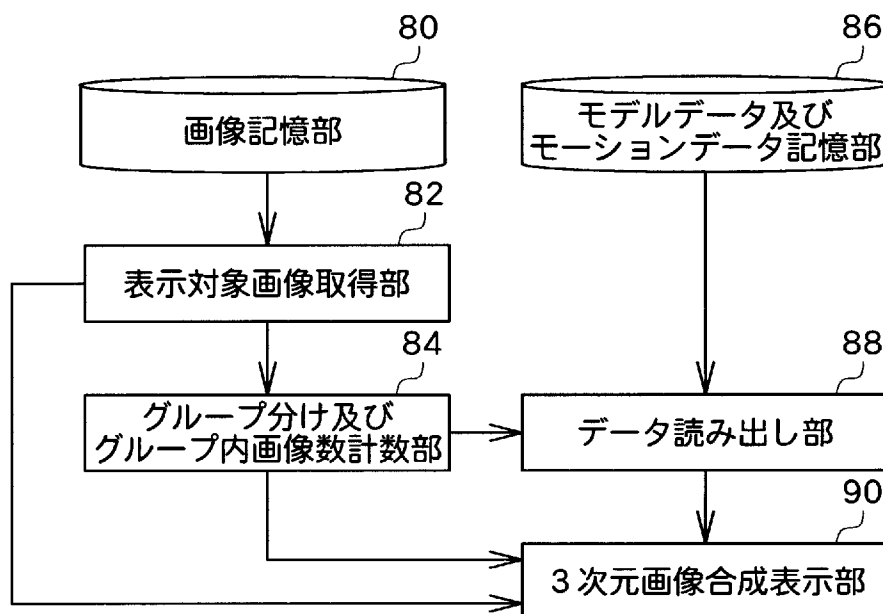 80
画像記憶部
86
モデルデータ及び
モーションデータ記憶部
82
表示対象画像取得部
84
グループ分け及び
グループ内画像数計数部
88
データ読み出し部
90
3次元画像合成表示部